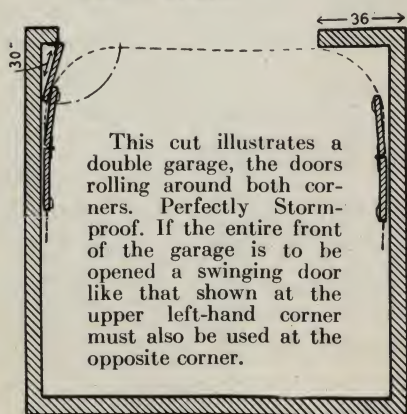 36
30"
This cut illustrates a
double garage, the doors
rolling around both cor-
ners. Perfectly Storm-
proof. If the entire front
of the garage is to be
opened a swinging door
like that shown at the
upper left-hand corner
must also be used at the
opposite corner.